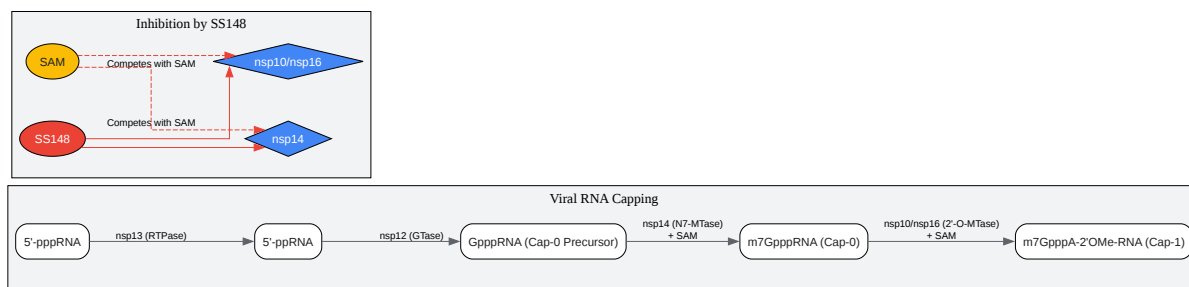 Inhibition by SS148
SAM
Competes with SAM
nsp10/nsp16
SS148
Competes with SAM
nsp14
Viral RNA Capping
5'-pppRNA
nsp13 (RTPase)
5'-ppRNA
nsp12 (GTase)
GpppRNA (Cap-0 Precursor)
nsp14 (N7-MTase)
+ SAM
m7GpppRNA (Cap-0)
nsp10/nsp16 (2'-O-MTase)
+ SAM
m7GpppA-2'OMe-RNA (Cap-1)